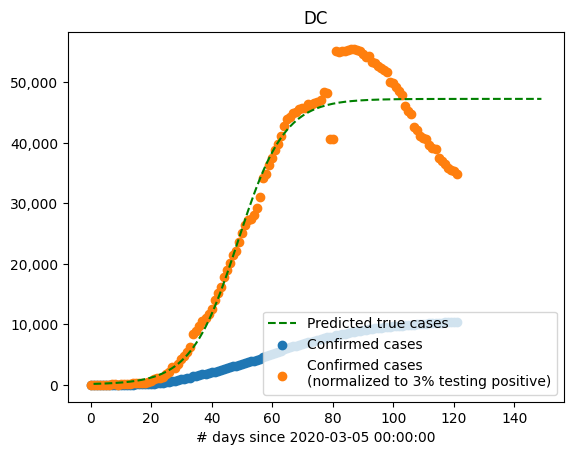 DC
50,000
40,000
30,000
20,000
10,000
0
Predicted true cases
Confirmed cases
Confirmed cases
(normalized to 3% testing positive)
0 20 40 60 80 100 120 140
# days since 2020-03-05 00:00:00